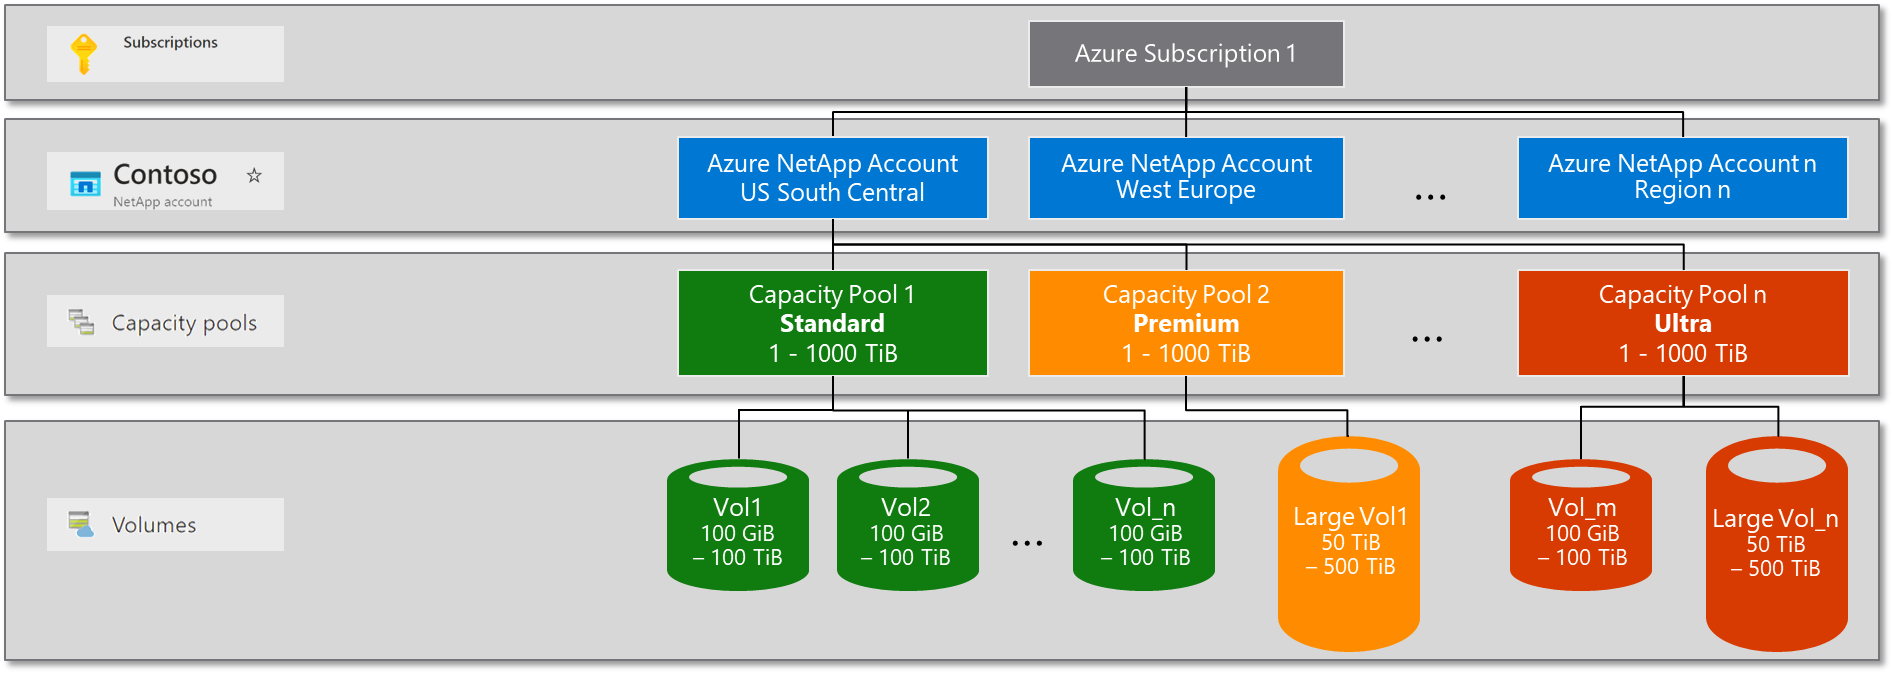 Subscriptions
Azure Subscription 1
Contoso
NetApp account
Azure NetApp Account
US South Central
Azure NetApp Account
West Europe
...
Azure NetApp Account n
Region n
Capacity pools
Capacity Pool 1
Standard
1 - 1000 TiB
Capacity Pool 2
Premium
1 - 1000 TiB
...
Capacity Pool n
Ultra
1 - 1000 TiB
Volumes
Vol1
100 GiB
– 100 TiB
Vol2
100 GiB
– 100 TiB
...
Vol_n
100 GiB
– 100 TiB
Large Vol1
50 TiB
– 500 TiB
Vol_m
100 GiB
– 100 TiB
Large Vol_n
50 TiB
– 500 TiB